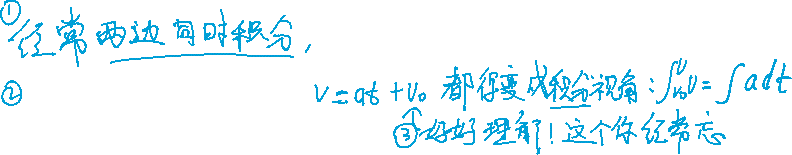 ① 经常两边同时积分,
② v=at+v₀ 都得变成积分视角:∫ᵥ₀ᵛ v=∫adt
③好好理解!这个你经常忘